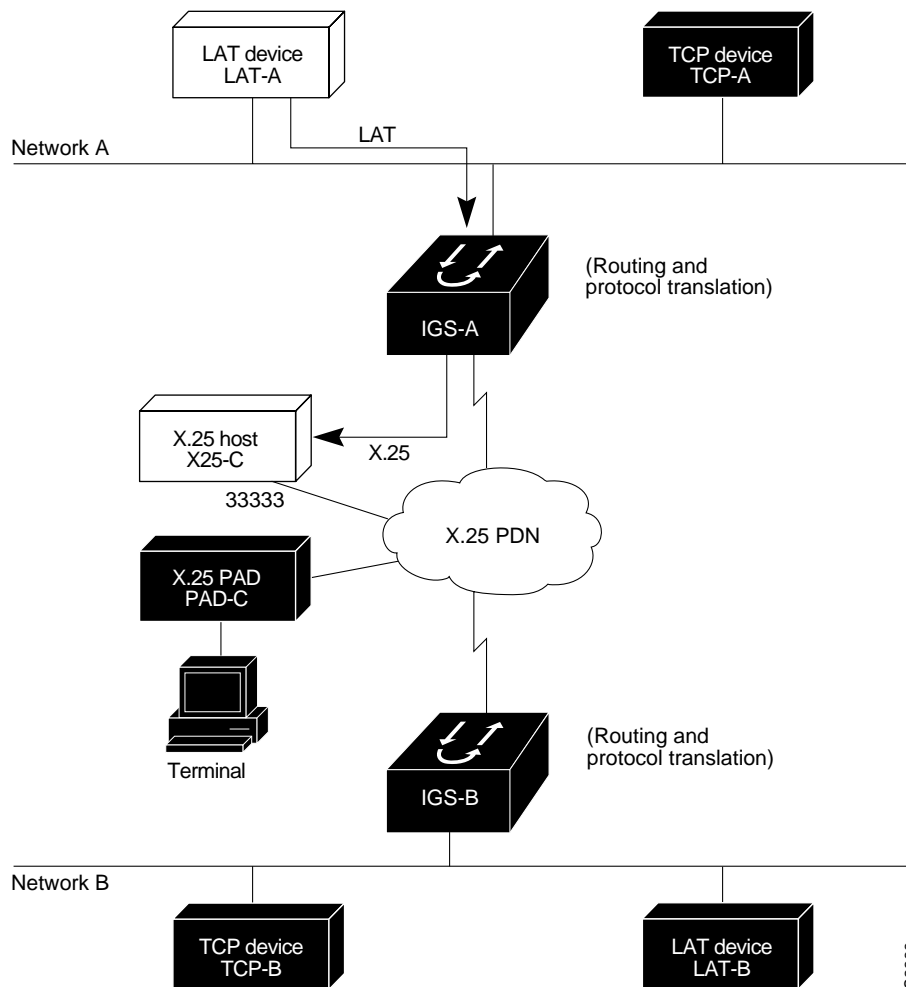 LAT device
LAT-A
TCP device
TCP-A
LAT
Network A
(Routing and
protocol translation)
IGS-A
X.25 host
X25-C
X.25
33333
X.25 PDN
X.25 PAD
PAD-C
Terminal
(Routing and
protocol translation)
IGS-B
Network B
TCP device
TCP-B
LAT device
LAT-B